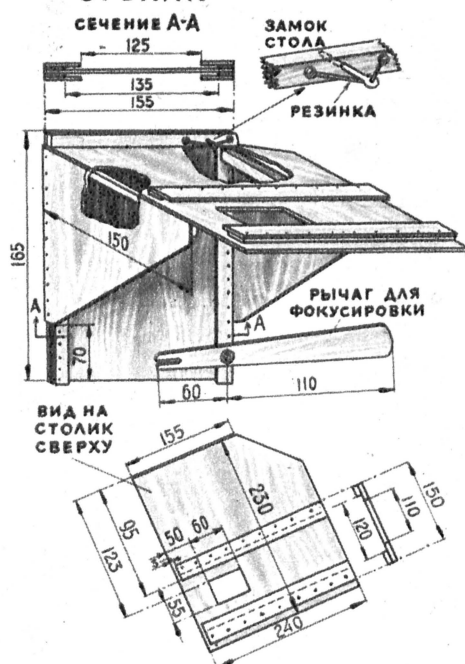 СЕЧЕНИЕ А-А
125
135
155
ЗАМОК
СТОЛА
РЕЗИНКА
165
150
А
А
70
РЫЧАГ ДЛЯ
ФОКУСИРОВКИ
60
110
ВИД НА
СТОЛИК
СВЕРХУ
155
230
95
123
50
60
55
240
120
110
150